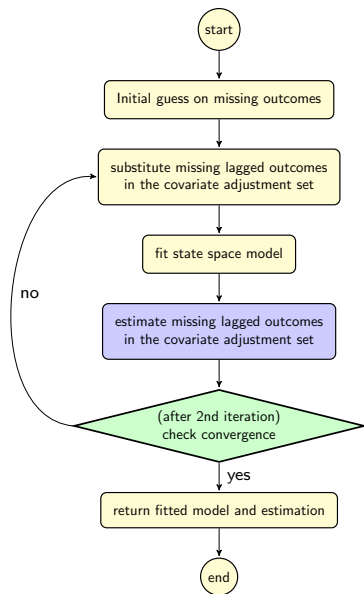 start
Initial guess on missing outcomes
substitute missing lagged outcomes
in the covariate adjustment set
fit state space model
no
estimate missing lagged outcomes
in the covariate adjustment set
(after 2nd iteration)
check convergence
yes
return fitted model and estimation
end